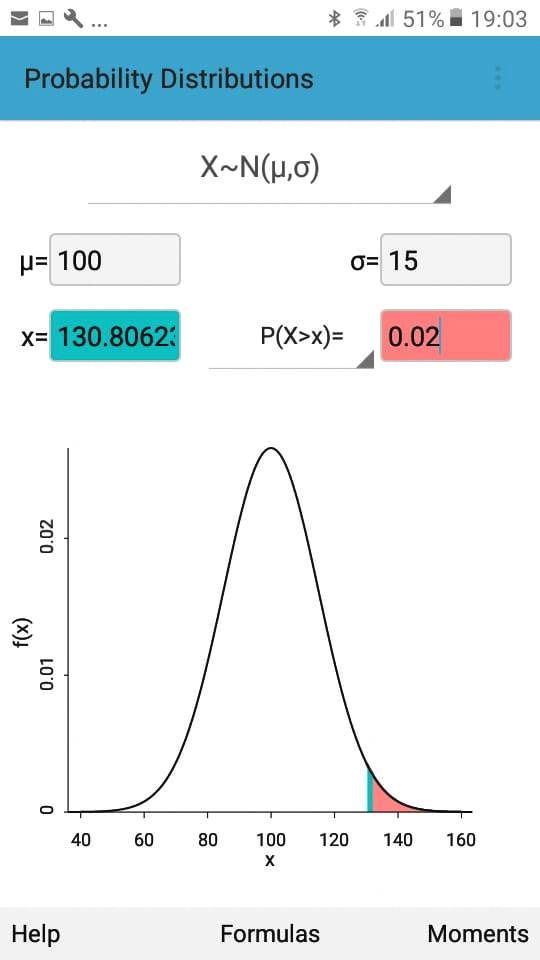 ... 51% 19:03
Probability Distributions
X~N(μ,σ)
μ= 100 σ= 15
x= 130.8062 P(X>x)= 0.02
0.02
0.01
0
f(x)
40 60 80 100 120 140 160
x
Help Formulas Moments